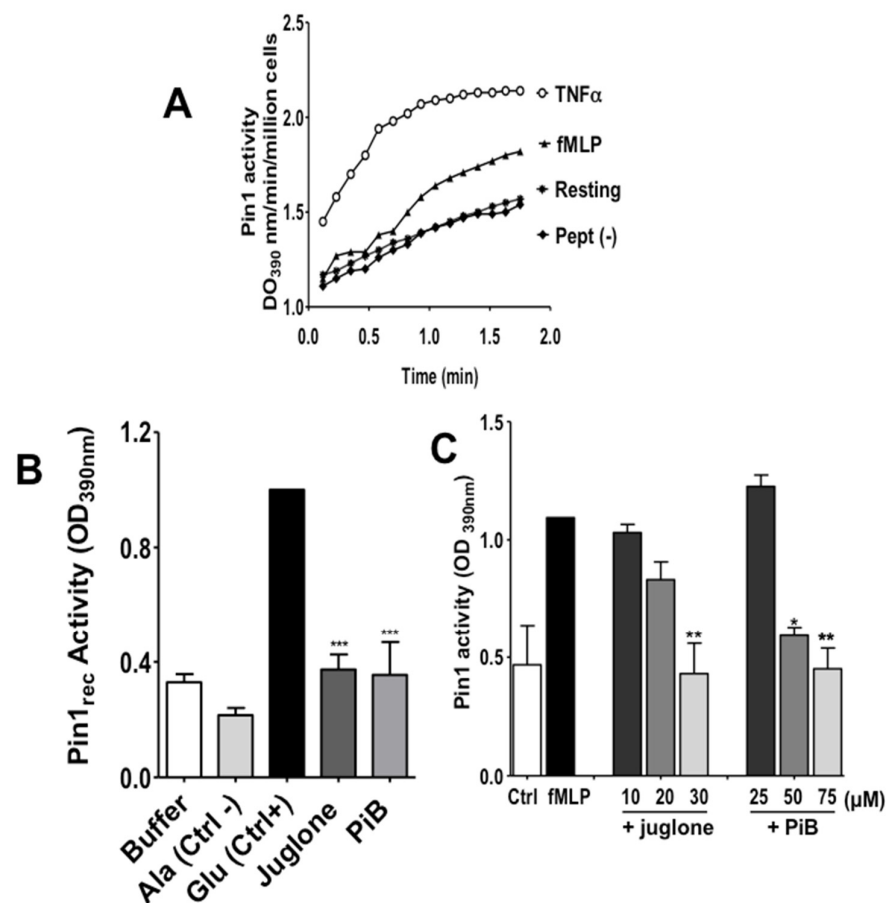 A
Pin1 activity
DO390 nm/min/million cells
2.5
2.0
1.5
1.0
0.0 0.5 1.0 1.5 2.0
Time (min)
TNFα
fMLP
Resting
Pept (-)
B
Pin1rec Activity (OD390nm)
1.2
0.8
0.4
0.0
*** ***
Buffer
Ala (Ctrl -)
Glu (Ctrl+)
Juglone
PiB
C
Pin1 activity (OD 390nm)
1.5
1.0
0.5
0.0
** * **
Ctrl fMLP 10 20 30 25 50 75 (µM)
+ juglone + PiB